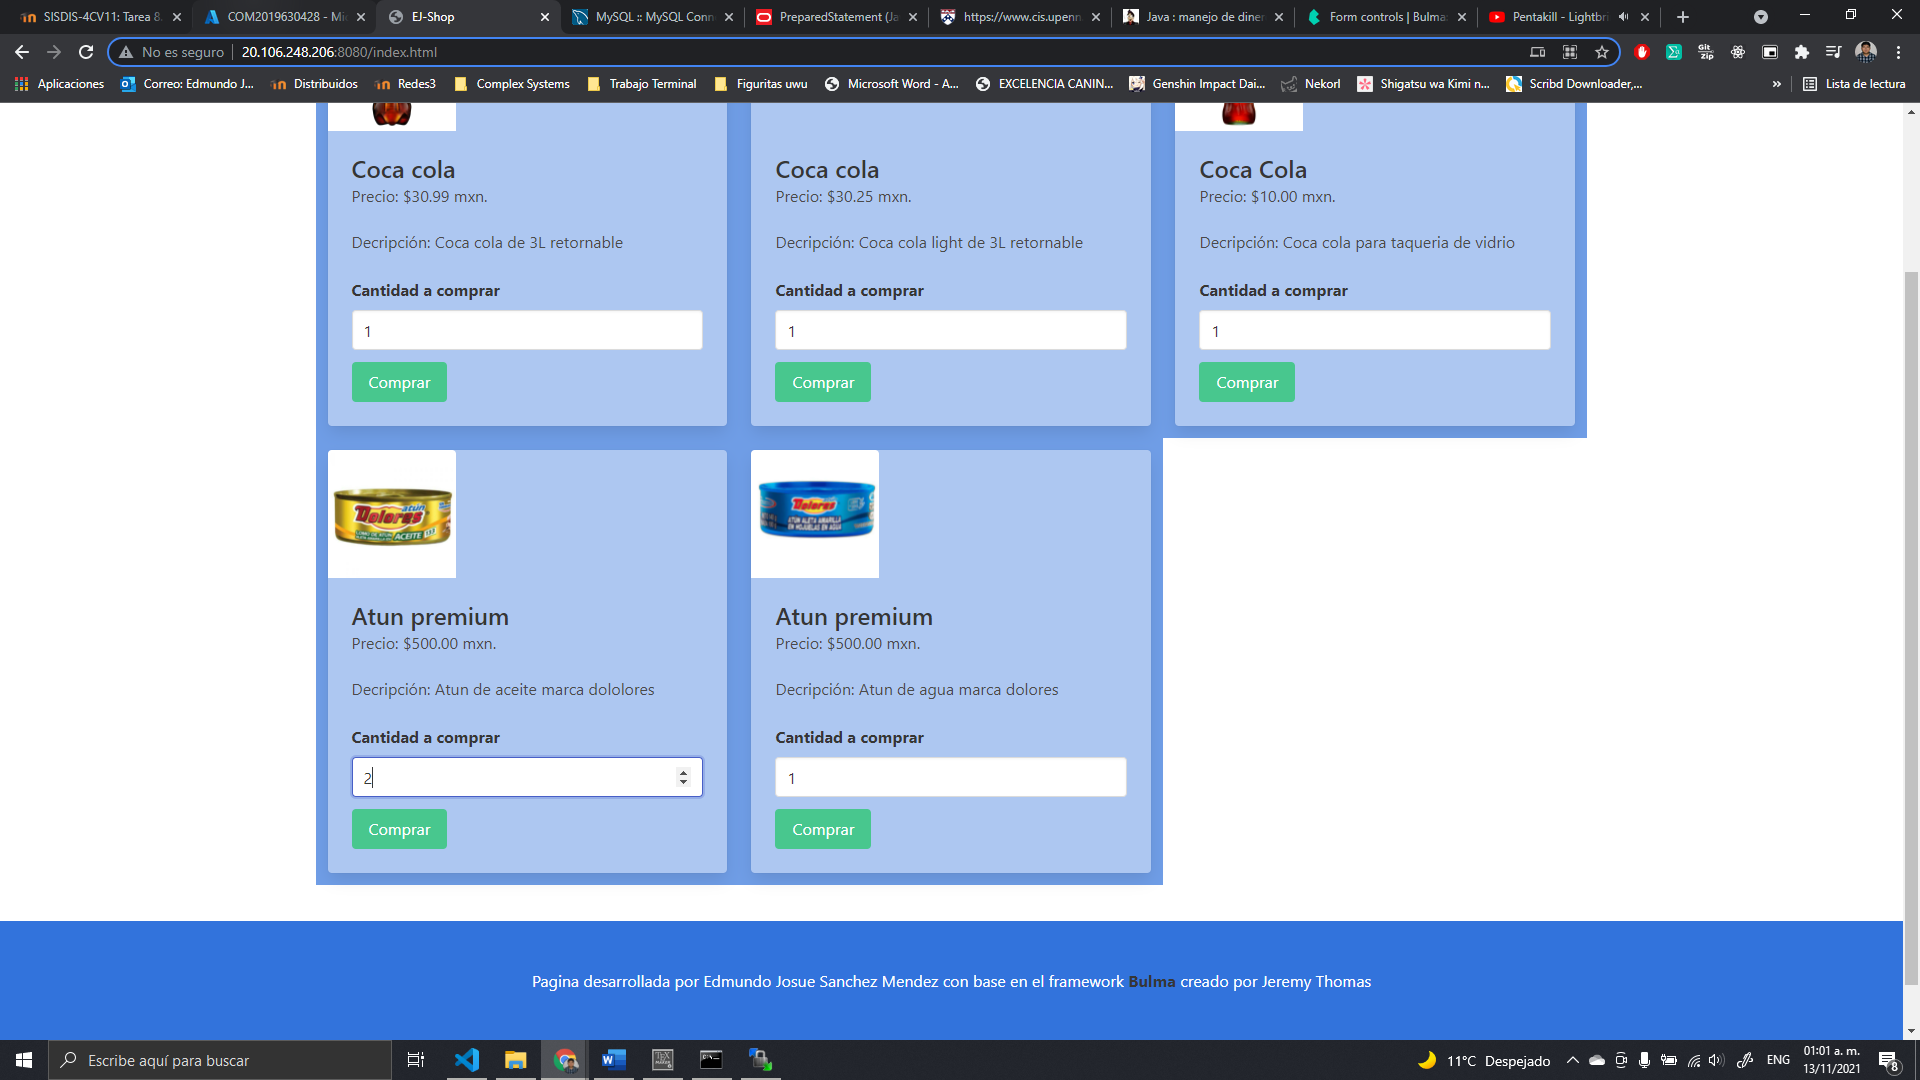 SISDIS-4CV11: Tarea 8.
COM2019630428 - Mi
EJ-Shop
MySQL :: MySQL Conn
PreparedStatement (Ja
https://www.cis.upenn
Java : manejo de diner
Form controls | Bulma:
Pentakill - Lightbri
No es seguro
20.106.248.206:8080/index.html
Aplicaciones
Correo: Edmundo J...
Distribuidos
Redes3
Complex Systems
Trabajo Terminal
Figuritas uwu
Microsoft Word - A...
EXCELENCIA CANIN...
Genshin Impact Dai...
Nekorl
Shigatsu wa Kimi n...
Scribd Downloader,...
»
Lista de lectura
Coca cola
Precio: $30.99 mxn.
Decripción: Coca cola de 3L retornable
Cantidad a comprar
1
Comprar
Coca cola
Precio: $30.25 mxn.
Decripción: Coca cola light de 3L retornable
Cantidad a comprar
1
Comprar
Coca Cola
Precio: $10.00 mxn.
Decripción: Coca cola para taqueria de vidrio
Cantidad a comprar
1
Comprar
atún
Dolores
ACEITE
Atun premium
Precio: $500.00 mxn.
Decripción: Atun de aceite marca dololores
Cantidad a comprar
2
Comprar
Dolores
ATUN ALETA AMARILLA
EN HOJUELAS EN AGUA
Atun premium
Precio: $500.00 mxn.
Decripción: Atun de agua marca dolores
Cantidad a comprar
1
Comprar
Pagina desarrollada por Edmundo Josue Sanchez Mendez con base en el framework Bulma creado por Jeremy Thomas
Escribe aquí para buscar
11°C Despejado
ENG
01:01 a. m.
13/11/2021
8